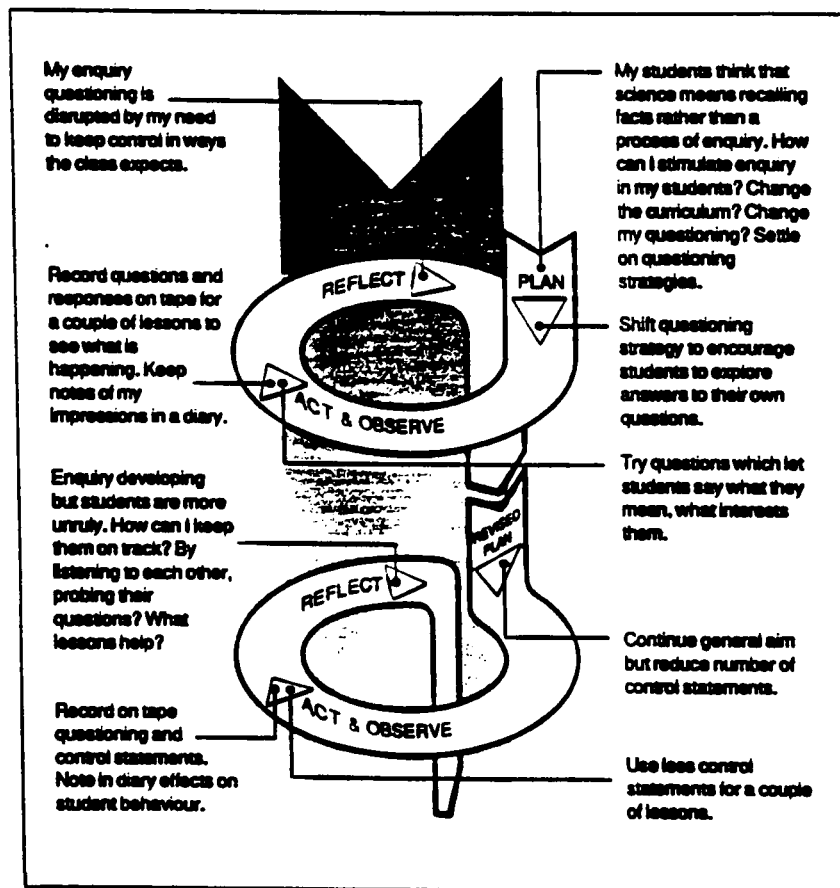 My enquiry
questioning is
disrupted by my need
to keep control in ways
the class expects.
My students think that
science means recalling
facts rather than a
process of enquiry. How
can I stimulate enquiry
in my students? Change
the curriculum? Change
my questioning? Settle
on questioning
strategies.
REFLECT
PLAN
Record questions and
responses on tape for
a couple of lessons to
see what is
happening. Keep
notes of my
impressions in a diary.
Shift questioning
strategy to encourage
students to explore
answers to their own
questions.
ACT & OBSERVE
Try questions which let
students say what they
mean, what interests
them.
Enquiry developing
but students are more
unruly. How can I keep
them on track? By
listening to each other,
probing their
questions? What
lessons help?
REVISED
PLAN
REFLECT
Continue general aim
but reduce number of
control statements.
Record on tape
questioning and
control statements.
Note in diary effects on
student behaviour.
ACT & OBSERVE
Use less control
statements for a couple
of lessons.